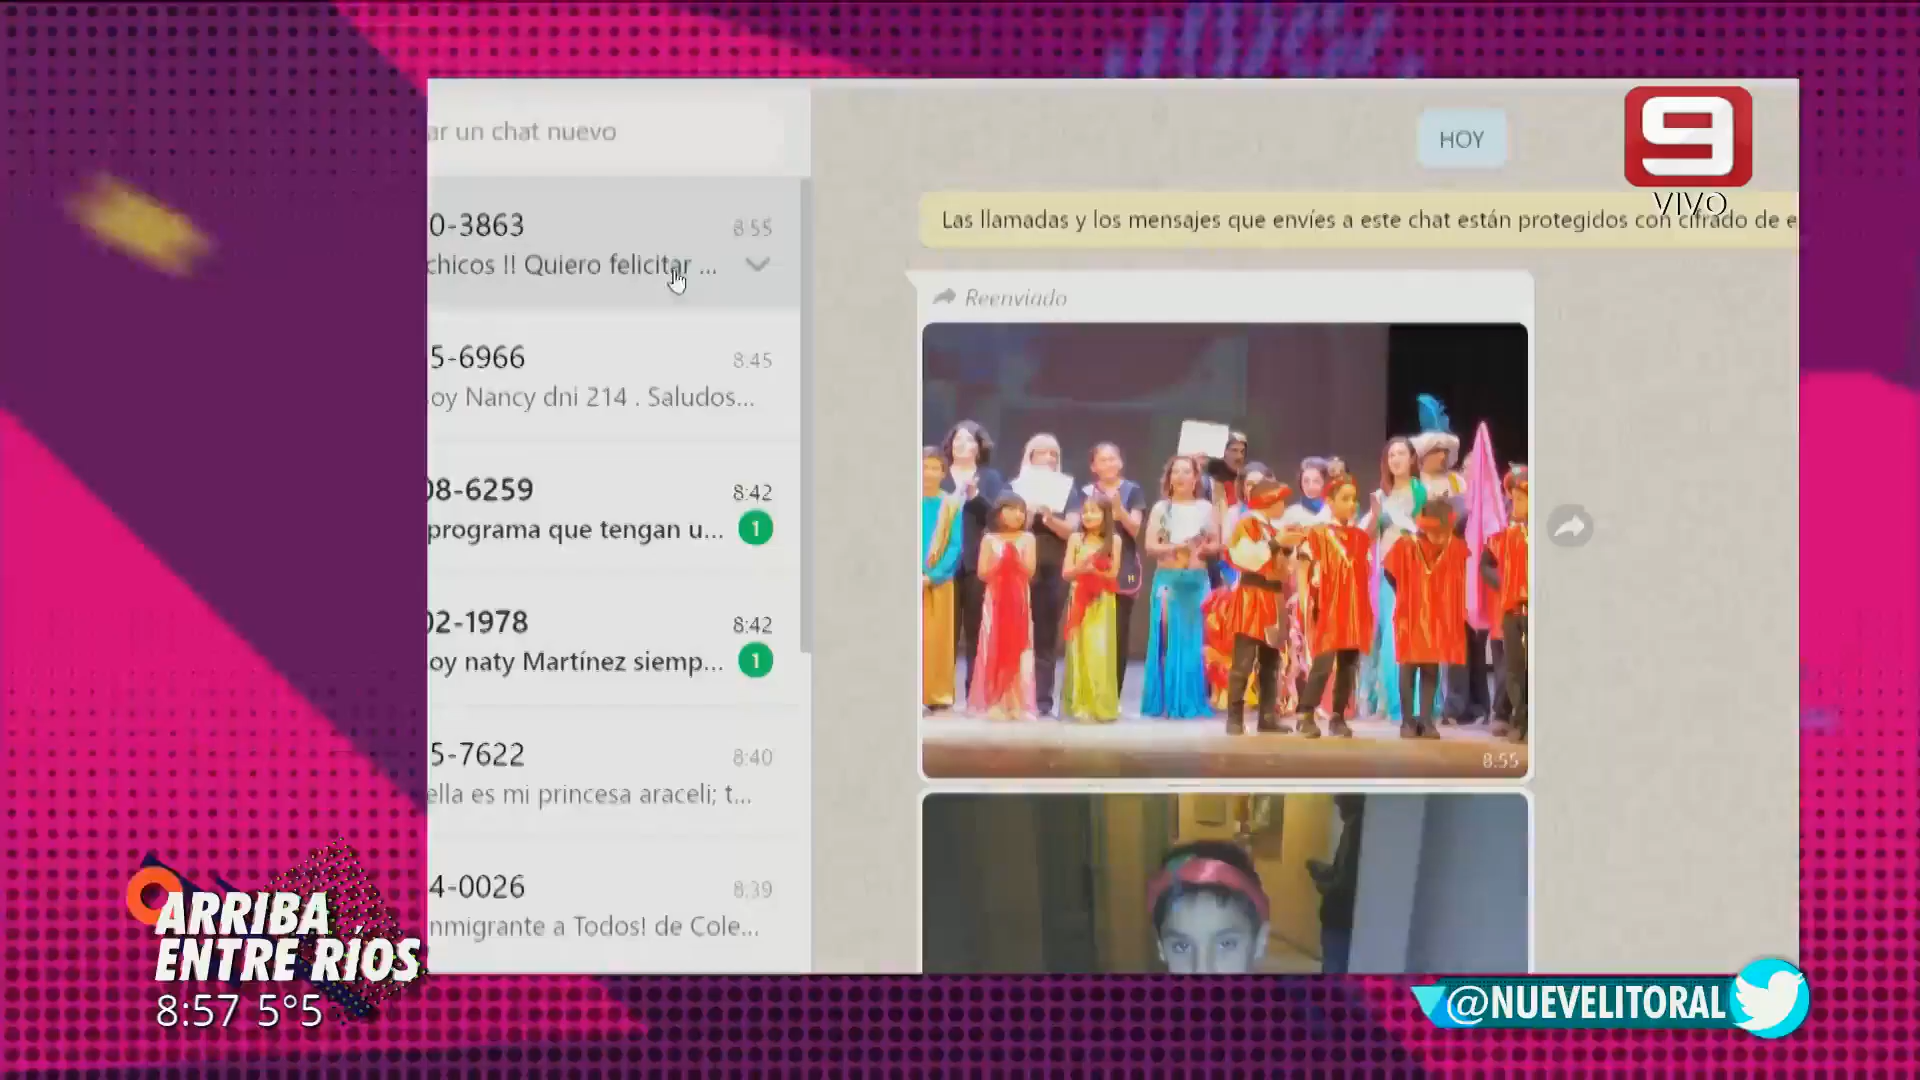 ar un chat nuevo
0-3863
8:55
chicos !! Quiero felicitar ...
5-6966
8:45
oy Nancy dni 214 . Saludos...
08-6259
8:42
programa que tengan u...
1
02-1978
8:42
oy naty Martínez siemp...
1
5-7622
8:40
ella es mi princesa araceli; t...
4-0026
8:39
nmigrante a Todos! de Cole...
HOY
9
VIVO
Las llamadas y los mensajes que envíes a este chat están protegidos con cifrado de e
Reenviado
8:55
ARRIBA
ENTRE RÍOS
8:57 5°5
@NUEVELITORAL